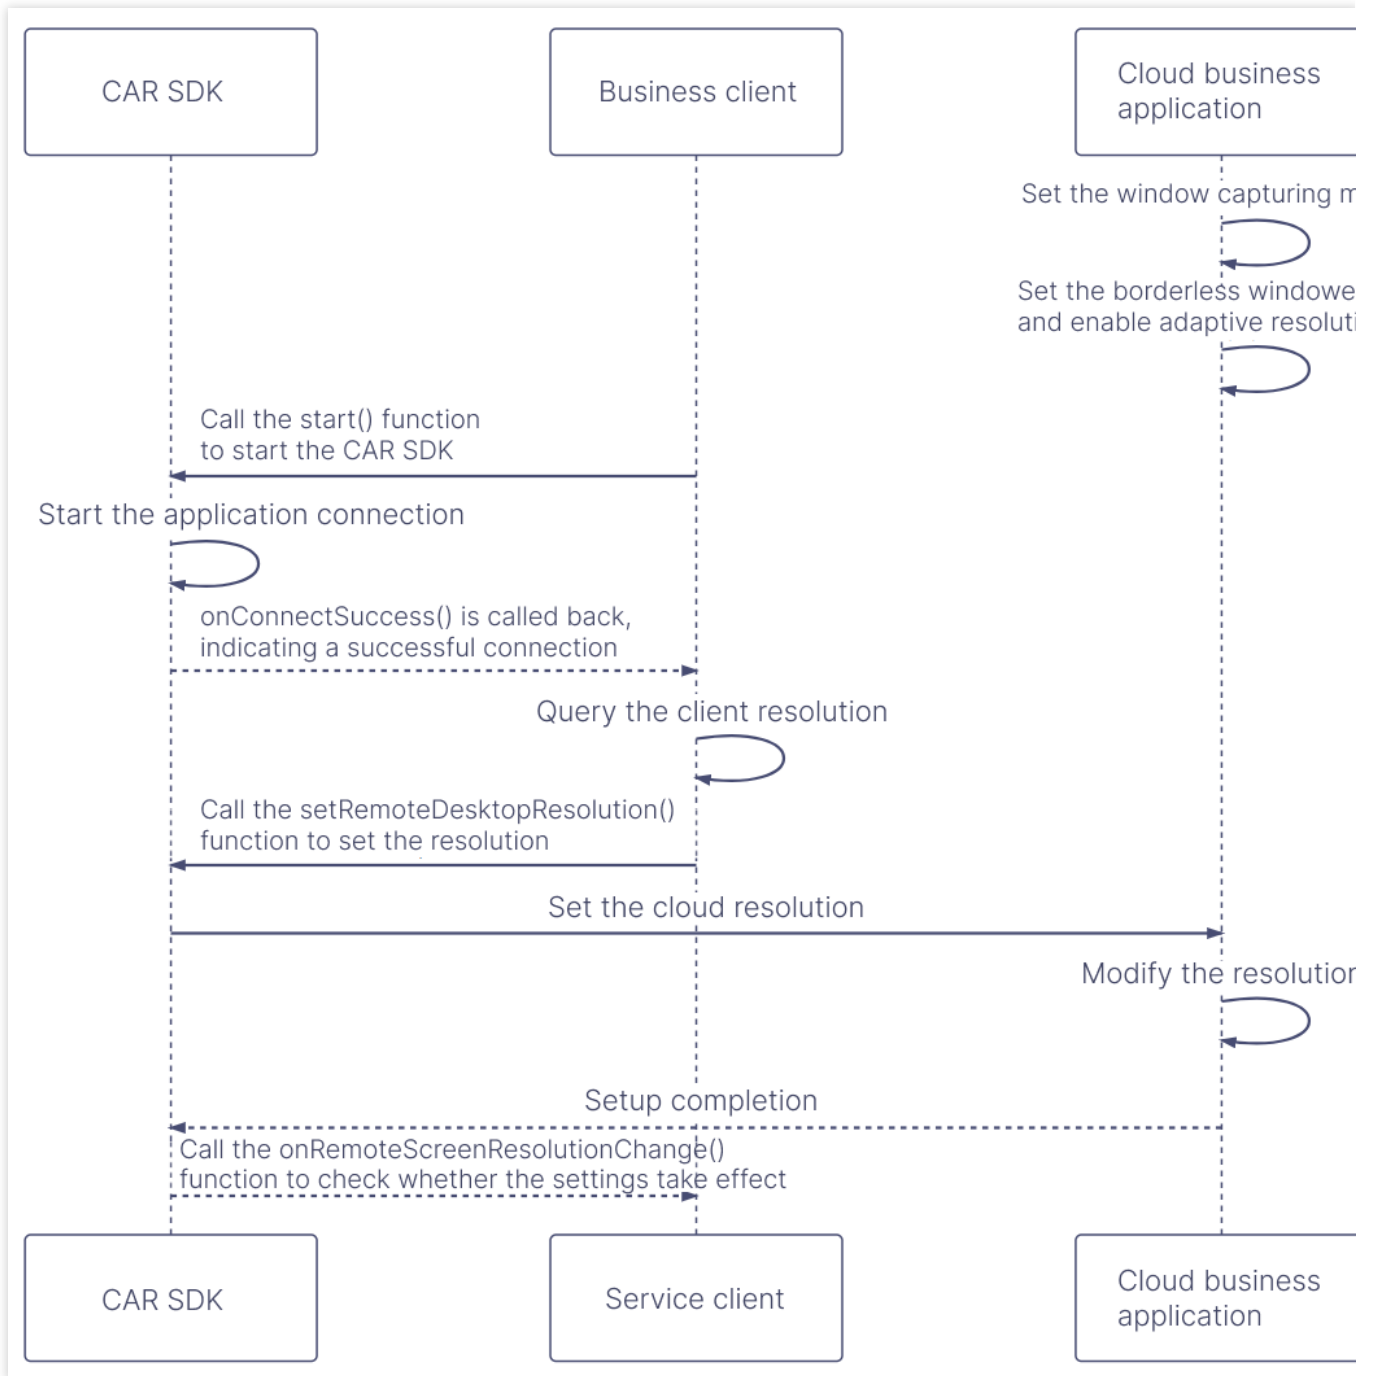 CAR SDK
Business client
Cloud business
application
Set the window capturing
Set the borderless
and enable adaptive
Call the start() function
to start the CAR SDK
Start the application connection
onConnectSuccess() is called back,
indicating a successful connection
Query the client resolution
Call the setRemoteDesktopResolution()
function to set the resolution
Set the cloud resolution
Modify the resolution
Setup completion
Call the onRemoteScreenResolutionChange()
function to check whether the settings take effect
CAR SDK
Service client
Cloud business
application